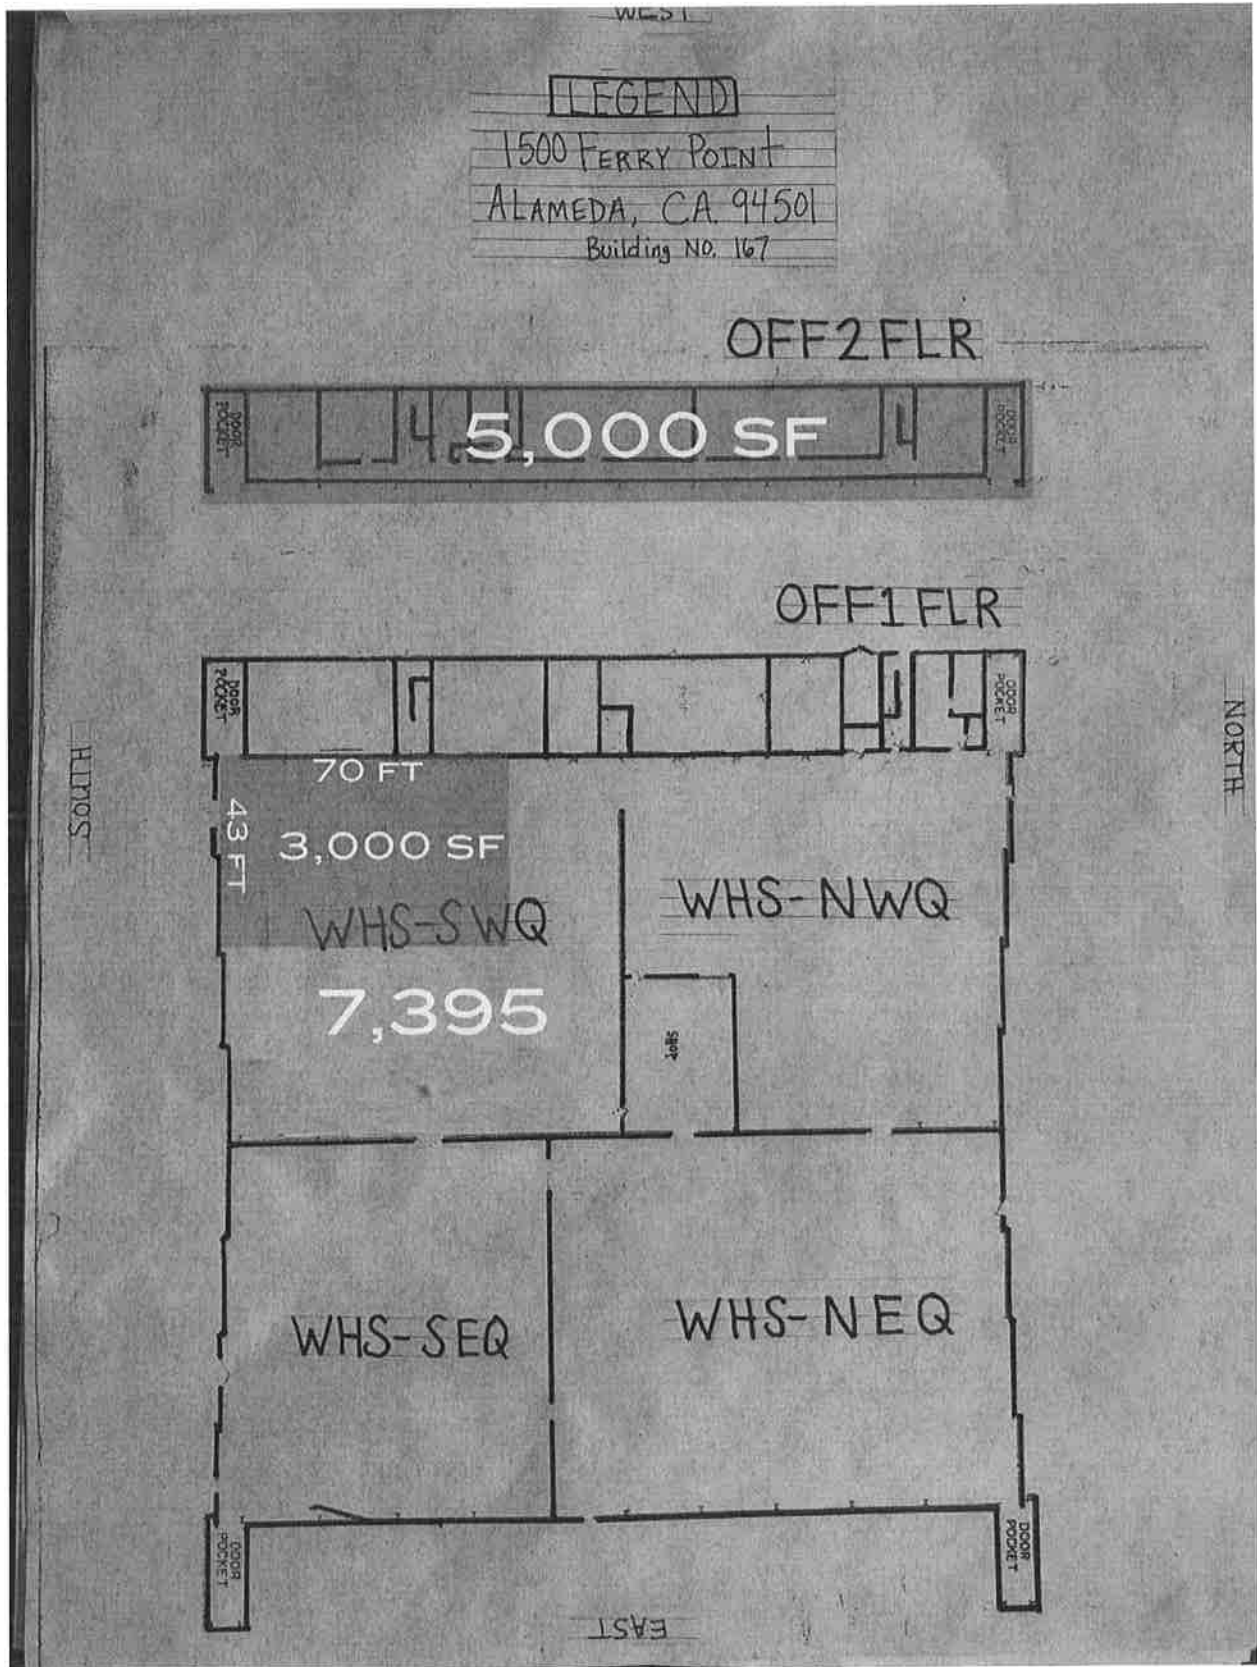 WEST
LEGEND
1500 FERRY POINT
ALAMEDA, CA. 94501
Building NO. 167
OFF2FLR
DOOR POCKET
5,000 SF
DOOR POCKET
OFF1FLR
DOOR POCKET
DOOR POCKET
NORTH
SOUTH
70 FT
43 FT
3,000 SF
WHS-SWQ
WHS-NWQ
7,395
SHOP
WHS-SEQ
WHS-NEQ
DOOR POCKET
DOOR POCKET
EAST